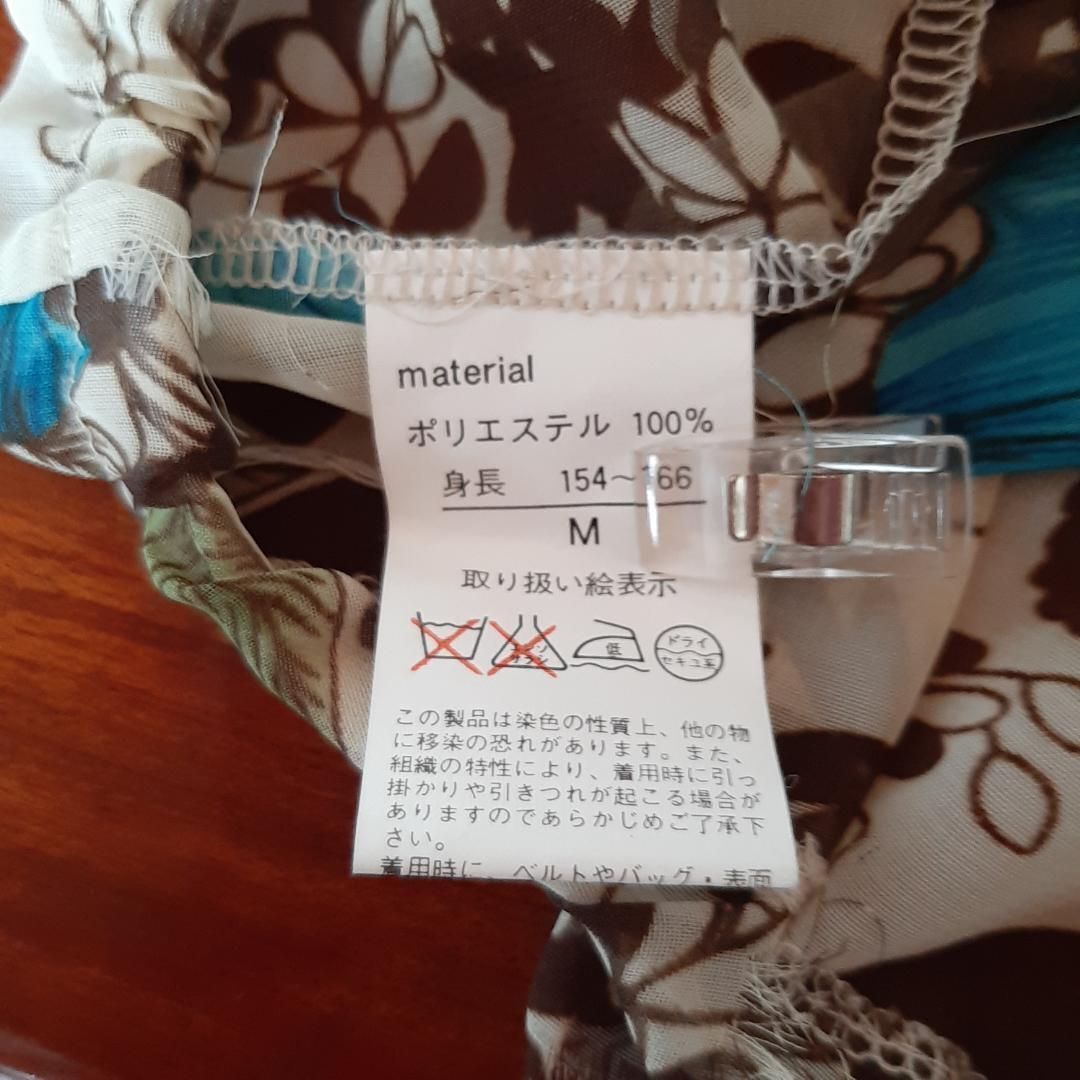 material
ポリエステル 100%
身長 154～166
M
取り扱い絵表示
低
ドライ
セキユ系
この製品は染色の性質上、他の物
に移染の恐れがあります。また、
組織の特性により、着用時に引っ
掛かりや引きつれが起こる場合が
ありますのであらかじめご了承下
さい。
着用時に、ベルトやバッグ・表面